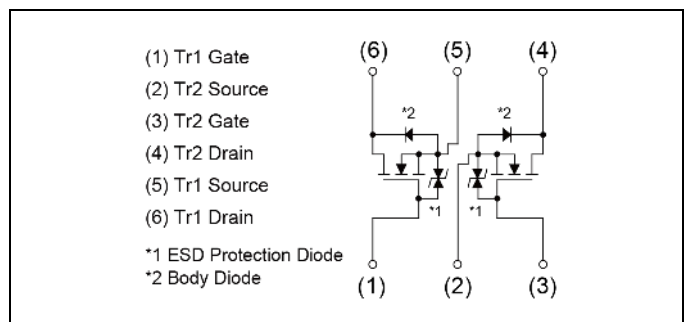 (1) Tr1 Gate
(2) Tr2 Source
(3) Tr2 Gate
(4) Tr2 Drain
(5) Tr1 Source
(6) Tr1 Drain
*1 ESD Protection Diode
*2 Body Diode
(6) (5) (4)
*2 *2
*1 *1
(1) (2) (3)